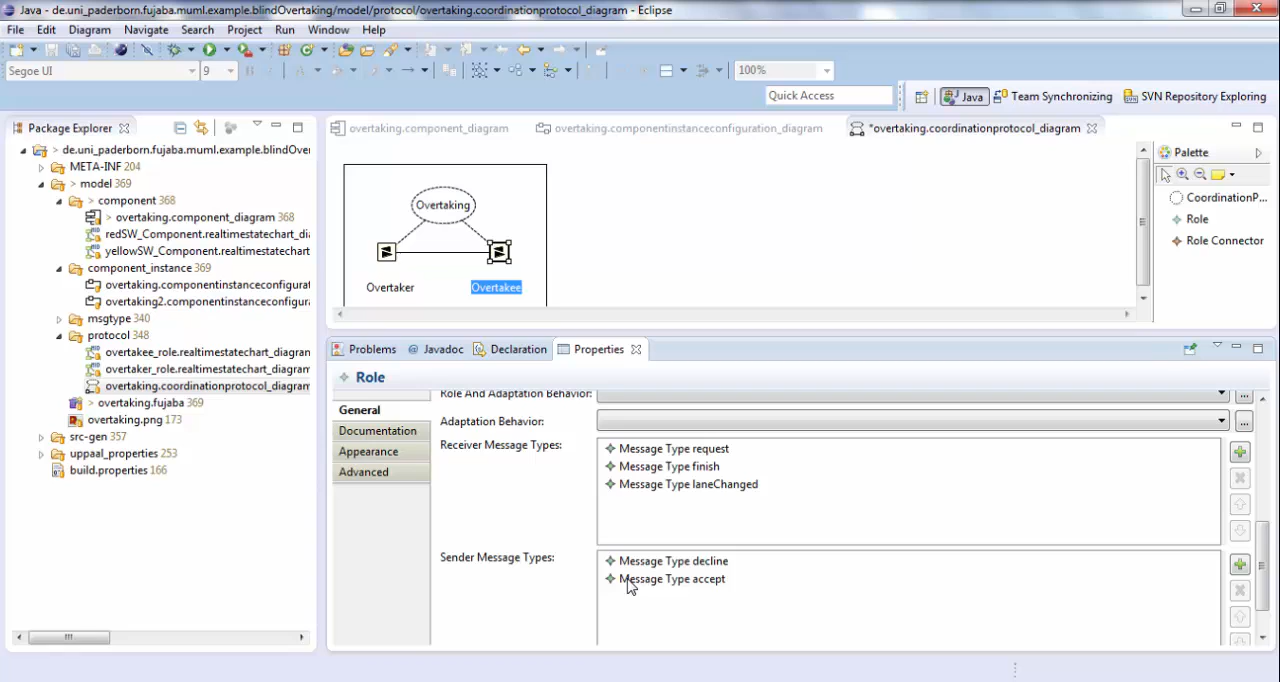 Java - de.uni_paderborn.fujaba.muml.example.blindOvertaking/model/protocol/overtaking.coordinationprotocol_diagram - Eclipse
File Edit Diagram Navigate Search Project Run Window Help
Segoe UI 9 100%
Quick Access Java Team Synchronizing SVN Repository Exploring
Package Explorer
> de.uni_paderborn.fujaba.muml.example.blindOver
META-INF 204
> model 369
> component 368
> overtaking.component_diagram 368
redSW_Component.realtimestatechart_dia
yellowSW_Component.realtimestatechart
component_instance 369
overtaking.componentinstanceconfigurat
overtaking2.componentinstanceconfigura
msgtype 340
protocol 348
overtakee_role.realtimestatechart_diagram
overtaker_role.realtimestatechart_diagram
overtaking.coordinationprotocol_diagram
> overtaking.fujaba 369
overtaking.png 173
src-gen 357
uppaal_properties 253
build.properties 166
overtaking.component_diagram overtaking.componentinstanceconfiguration_diagram *overtaking.coordinationprotocol_diagram
Overtaking
Overtaker Overtakee
Palette
CoordinationP...
Role
Role Connector
Problems @ Javadoc Declaration Properties
Role
General
Documentation
Appearance
Advanced
Role And Adaptation Behavior:
Adaptation Behavior:
Receiver Message Types:
Message Type request
Message Type finish
Message Type laneChanged
Sender Message Types:
Message Type decline
Message Type accept